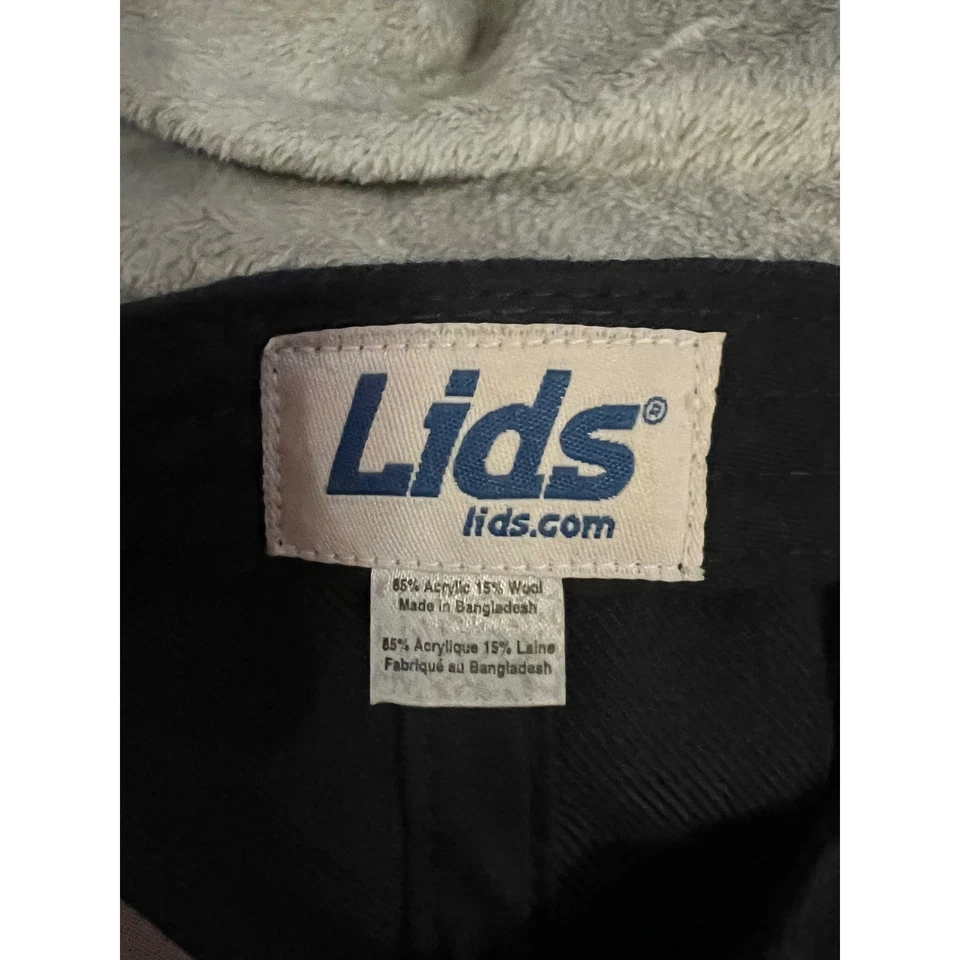 Lids®
lids.com
85% Acrylic 15% Wool
Made in Bangladesh
85% Acrylique 15% Laine
Fabriqué au Bangladesh